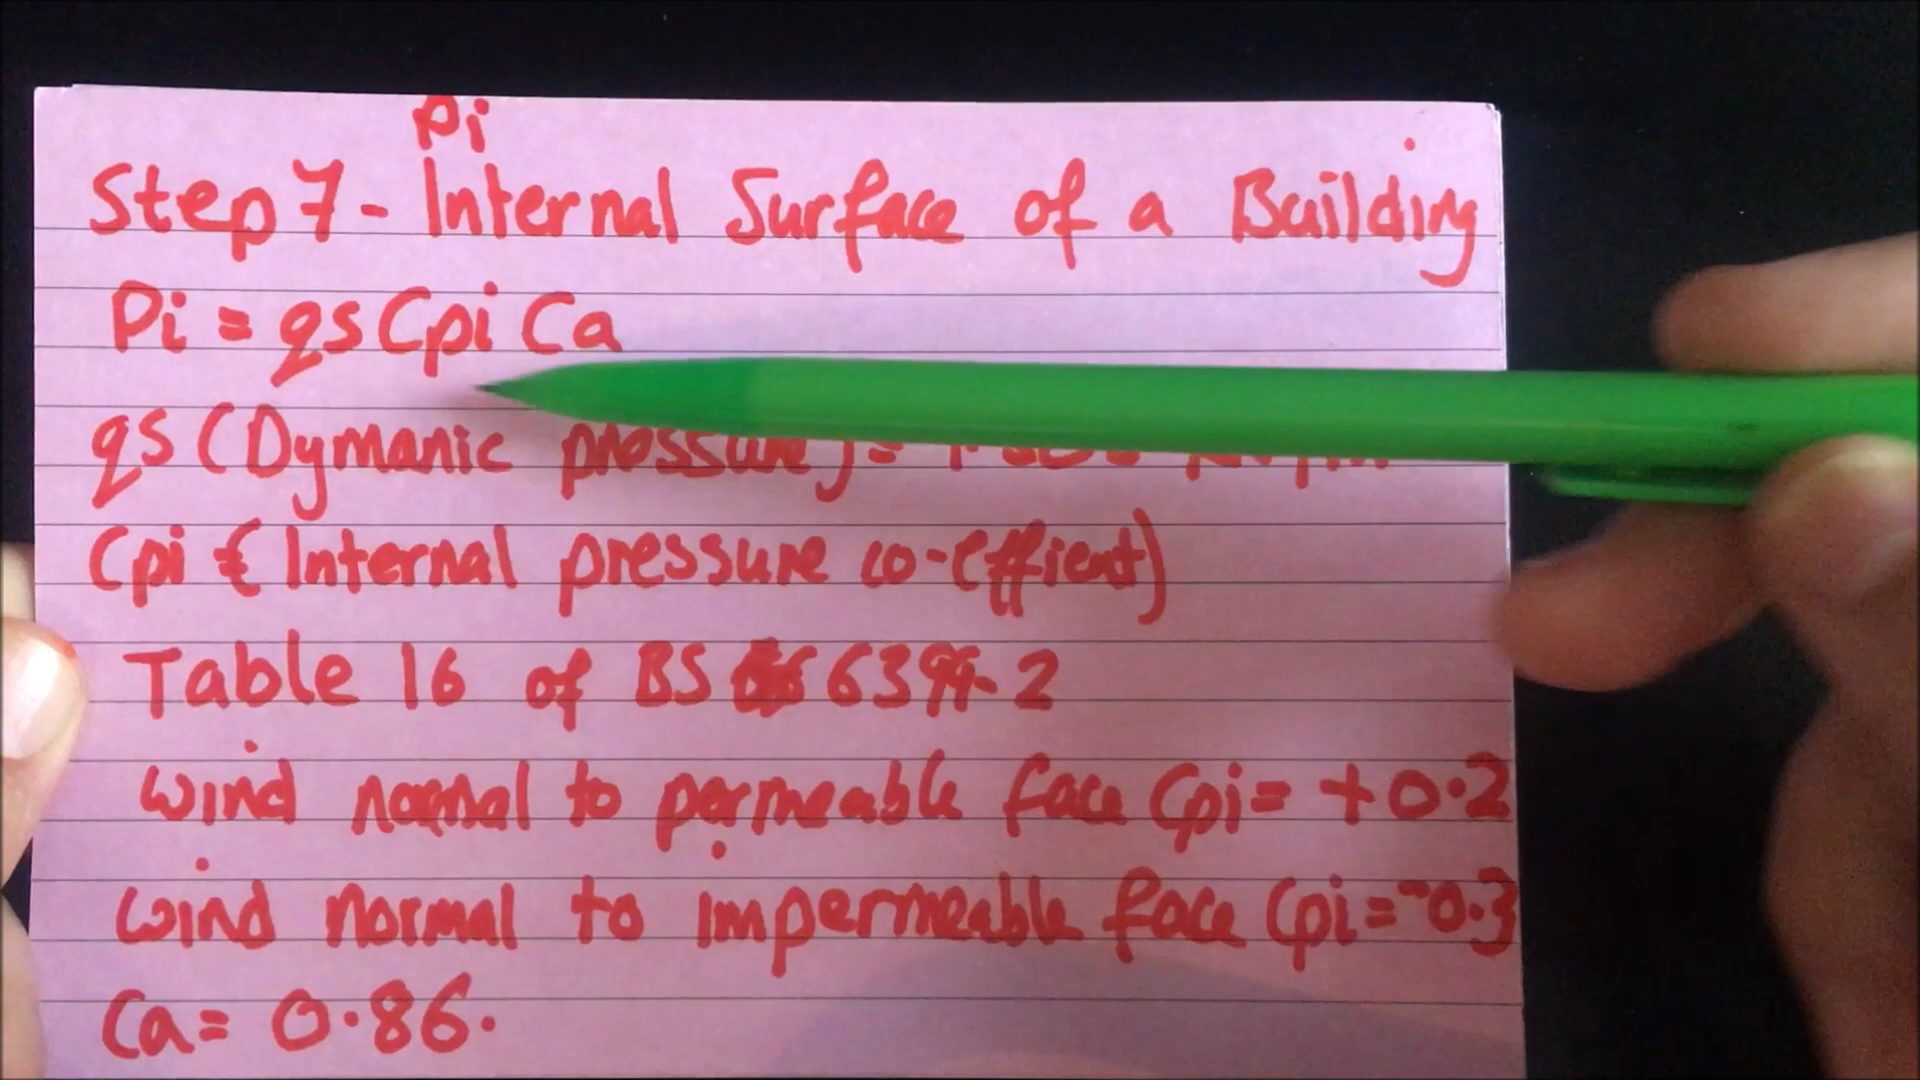 Pi
Step 7 - Internal Surface of a Building
Pi = qs Cpi Ca
qs (Dymanic pressure) =
Cpi (Internal pressure co-effient)
Table 16 of BS 6399-2
wind normal to permeable face Cpi = +0.2
wind normal to impermeable face Cpi = -0.3
Ca = 0.86.